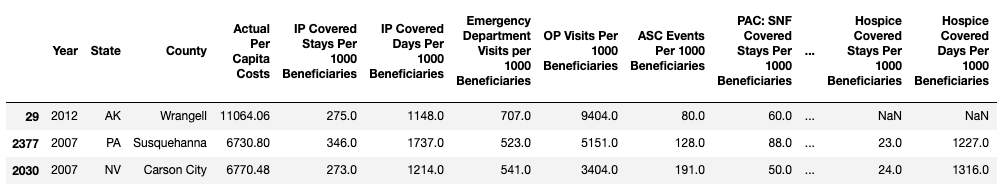 Year State County Actual Per Capita Costs IP Covered Stays Per 1000 Beneficiaries IP Covered Days Per 1000 Beneficiaries Emergency Department Visits per 1000 Beneficiaries OP Visits Per 1000 Beneficiaries ASC Events Per 1000 Beneficiaries PAC: SNF Covered Stays Per 1000 Beneficiaries ... Hospice Covered Stays Per 1000 Beneficiaries Hospice Covered Days Per 1000 Beneficiaries
29 2012 AK Wrangell 11064.06 275.0 1148.0 707.0 9404.0 80.0 60.0 ... NaN NaN
2377 2007 PA Susquehanna 6730.80 346.0 1737.0 523.0 5151.0 128.0 88.0 ... 23.0 1227.0
2030 2007 NV Carson City 6770.48 273.0 1214.0 541.0 3404.0 191.0 50.0 ... 24.0 1316.0